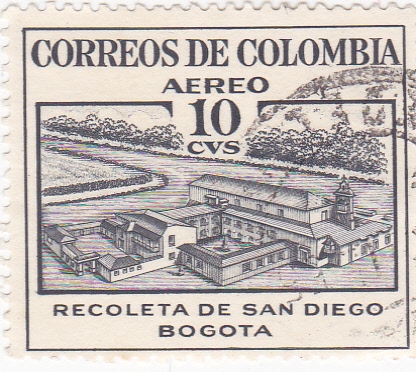 CORREOS DE COLOMBIA
AEREO
10
CVS
RECOLETA DE SAN DIEGO
BOGOTA